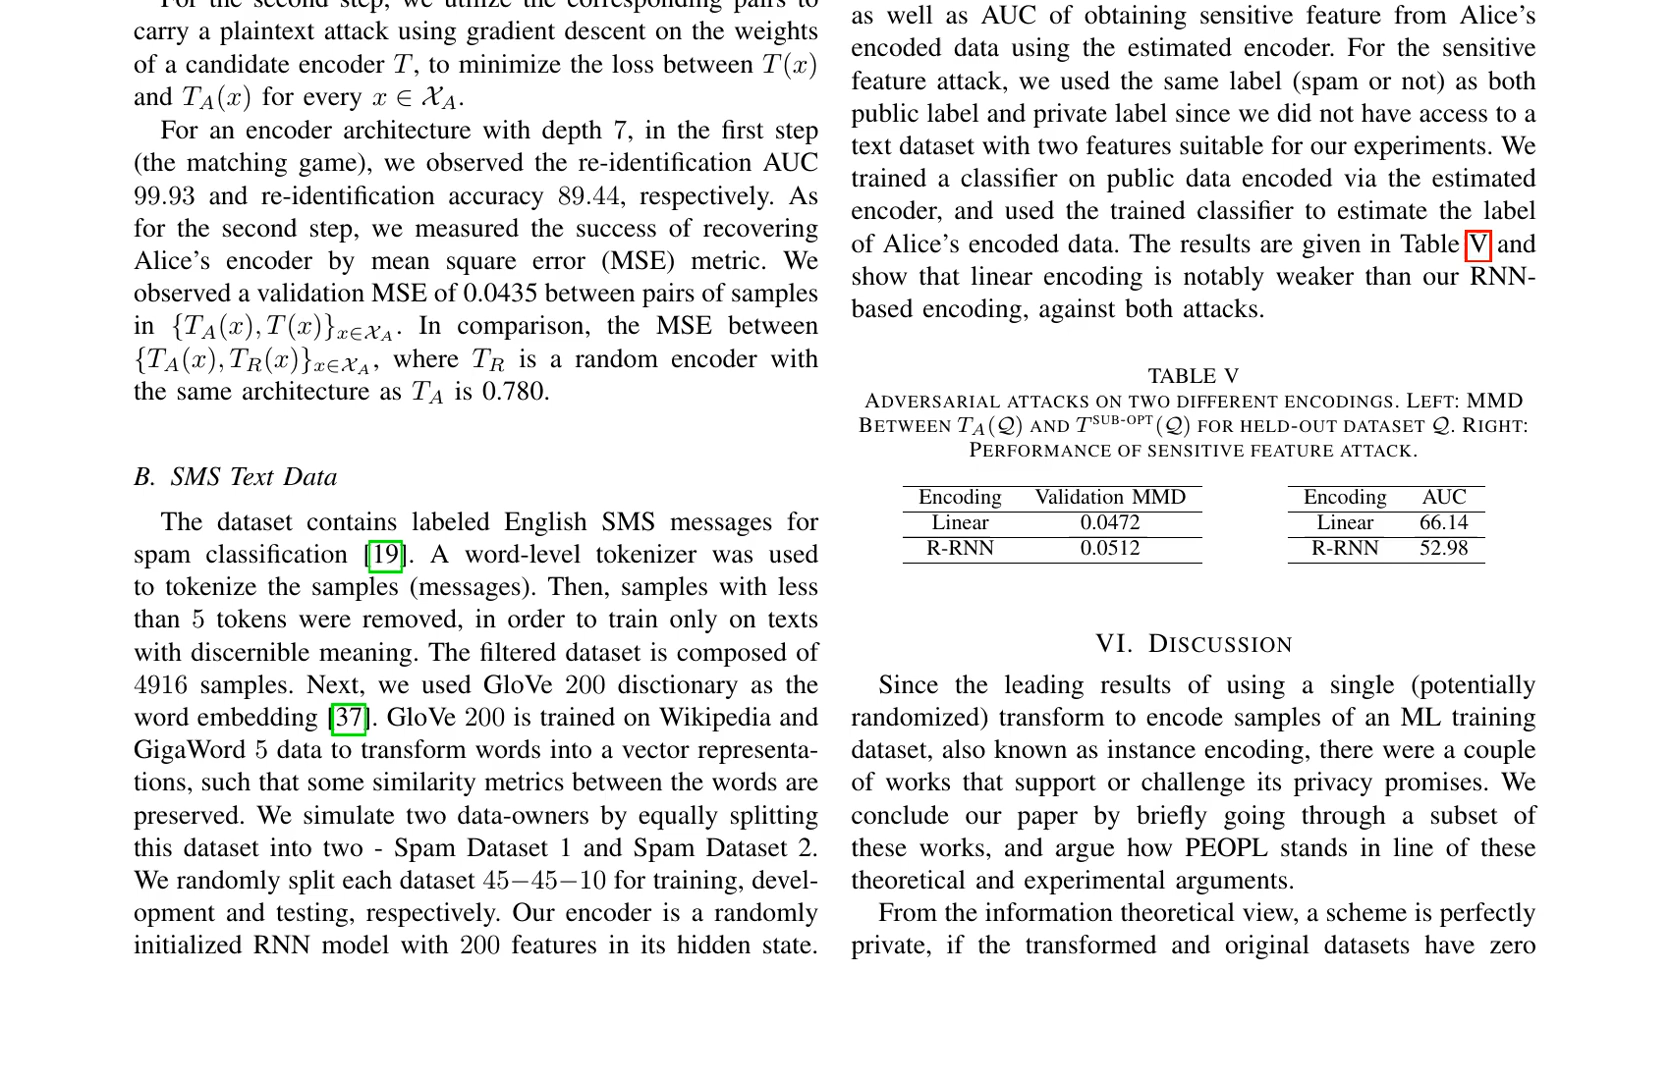 For the second step, we utilize the corresponding pairs to
carry a plaintext attack using gradient descent on the weights
of a candidate encoder T, to minimize the loss between T(x)
and T_A(x) for every x ∈ X_A.
For an encoder architecture with depth 7, in the first step
(the matching game), we observed the re-identification AUC
99.93 and re-identification accuracy 89.44, respectively. As
for the second step, we measured the success of recovering
Alice's encoder by mean square error (MSE) metric. We
observed a validation MSE of 0.0435 between pairs of samples
in {T_A(x), T(x)}_{x∈X_A}. In comparison, the MSE between
{T_A(x), T_R(x)}_{x∈X_A}, where T_R is a random encoder with
the same architecture as T_A is 0.780.
B. SMS Text Data
The dataset contains labeled English SMS messages for
spam classification [19]. A word-level tokenizer was used
to tokenize the samples (messages). Then, samples with less
than 5 tokens were removed, in order to train only on texts
with discernible meaning. The filtered dataset is composed of
4916 samples. Next, we used GloVe 200 disctionary as the
word embedding [37]. GloVe 200 is trained on Wikipedia and
GigaWord 5 data to transform words into a vector representa-
tions, such that some similarity metrics between the words are
preserved. We simulate two data-owners by equally splitting
this dataset into two - Spam Dataset 1 and Spam Dataset 2.
We randomly split each dataset 45−45−10 for training, devel-
opment and testing, respectively. Our encoder is a randomly
initialized RNN model with 200 features in its hidden state.
as well as AUC of obtaining sensitive feature from Alice's
encoded data using the estimated encoder. For the sensitive
feature attack, we used the same label (spam or not) as both
public label and private label since we did not have access to a
text dataset with two features suitable for our experiments. We
trained a classifier on public data encoded via the estimated
encoder, and used the trained classifier to estimate the label
of Alice's encoded data. The results are given in Table V and
show that linear encoding is notably weaker than our RNN-
based encoding, against both attacks.
TABLE V
ADVERSARIAL ATTACKS ON TWO DIFFERENT ENCODINGS. LEFT: MMD
BETWEEN T_A(Q) AND T^{SUB-OPT}(Q) FOR HELD-OUT DATASET Q. RIGHT:
PERFORMANCE OF SENSITIVE FEATURE ATTACK.
Encoding Validation MMD
Linear 0.0472
R-RNN 0.0512
Encoding AUC
Linear 66.14
R-RNN 52.98
VI. DISCUSSION
Since the leading results of using a single (potentially
randomized) transform to encode samples of an ML training
dataset, also known as instance encoding, there were a couple
of works that support or challenge its privacy promises. We
conclude our paper by briefly going through a subset of
these works, and argue how PEOPL stands in line of these
theoretical and experimental arguments.
From the information theoretical view, a scheme is perfectly
private, if the transformed and original datasets have zero